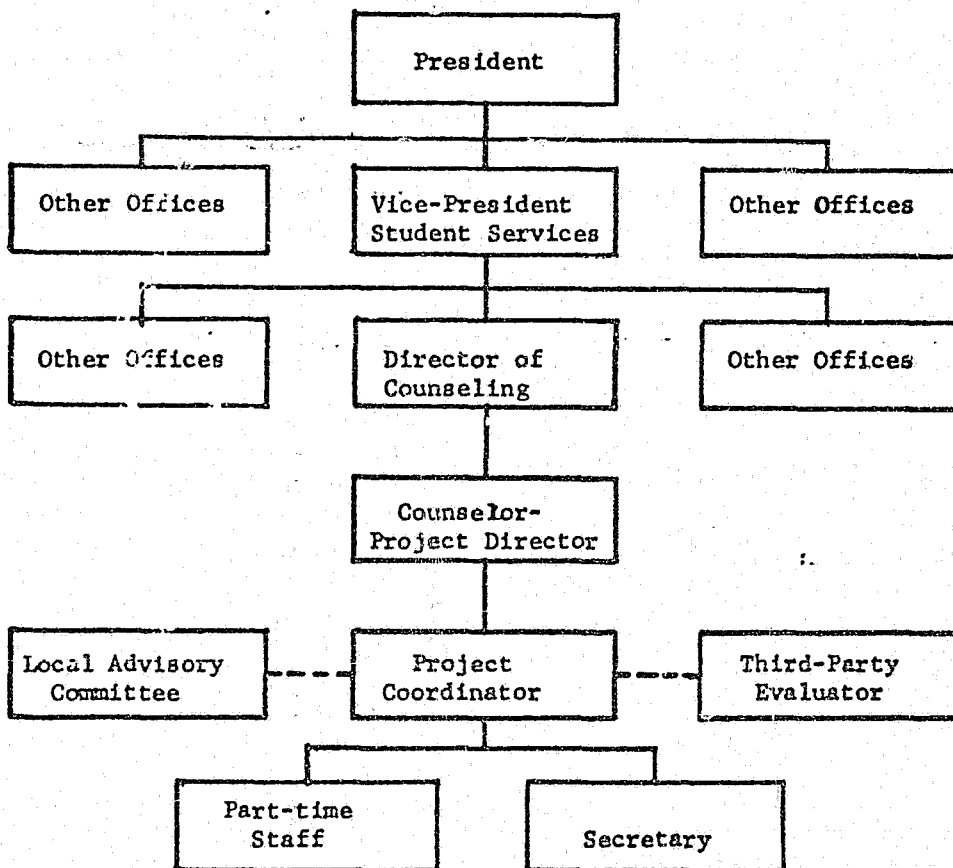 President
Other Offices
Vice-President
Student Services
Other Offices
Other Offices
Director of
Counseling
Other Offices
Counselor-
Project Director
Local Advisory
Committee
Project
Coordinator
Third-Party
Evaluator
Part-time
Staff
Secretary